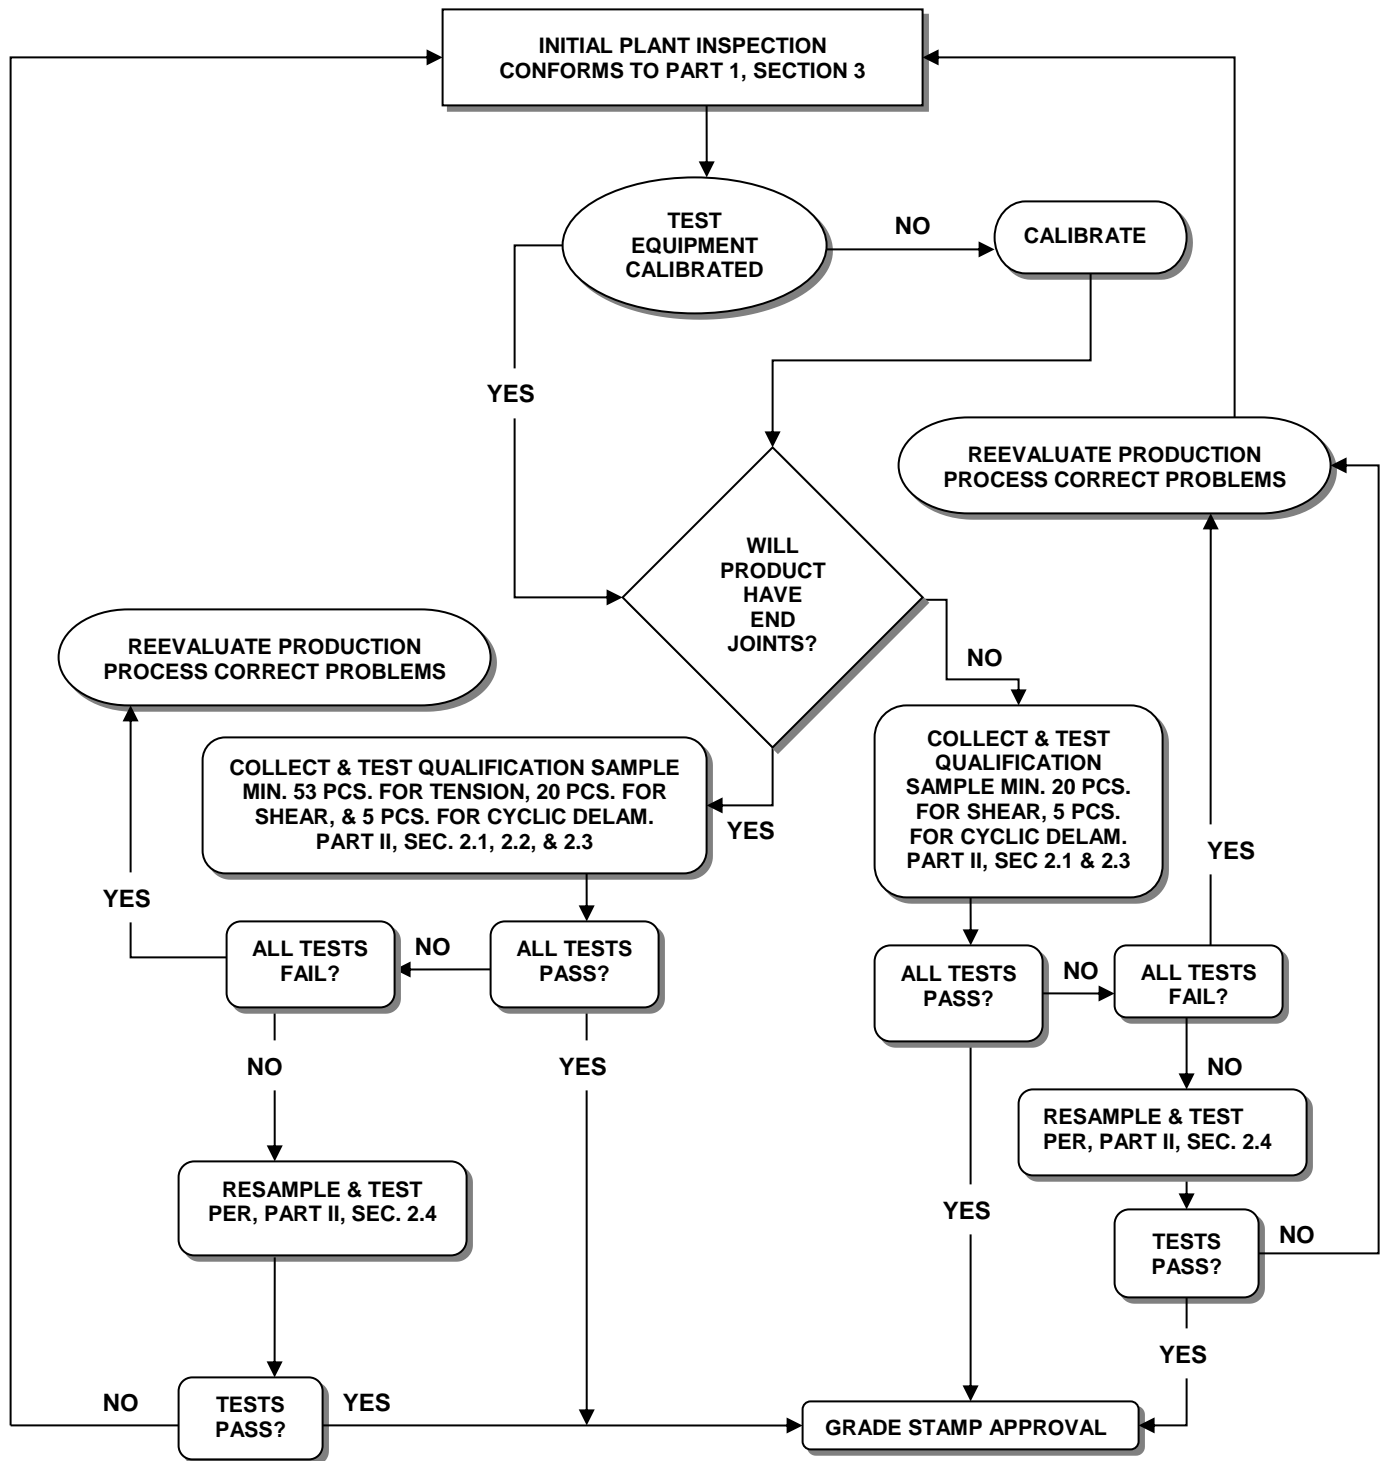 INITIAL PLANT INSPECTION
CONFORMS TO PART 1, SECTION 3
TEST
EQUIPMENT
CALIBRATED
NO
CALIBRATE
YES
REEVALUATE PRODUCTION
PROCESS CORRECT PROBLEMS
WILL
PRODUCT
HAVE
END
JOINTS?
REEVALUATE PRODUCTION
PROCESS CORRECT PROBLEMS
NO
COLLECT & TEST QUALIFICATION SAMPLE
MIN. 53 PCS. FOR TENSION, 20 PCS. FOR
SHEAR, & 5 PCS. FOR CYCLIC DELAM.
PART II, SEC. 2.1, 2.2, & 2.3
YES
COLLECT & TEST
QUALIFICATION
SAMPLE MIN. 20 PCS.
FOR SHEAR, 5 PCS.
FOR CYCLIC DELAM.
PART II, SEC 2.1 & 2.3
YES
YES
ALL TESTS
FAIL?
NO
ALL TESTS
PASS?
ALL TESTS
PASS?
NO
ALL TESTS
FAIL?
NO
YES
NO
RESAMPLE & TEST
PER, PART II, SEC. 2.4
RESAMPLE & TEST
PER, PART II, SEC. 2.4
YES
TESTS
PASS?
NO
YES
NO
TESTS
PASS?
YES
GRADE STAMP APPROVAL